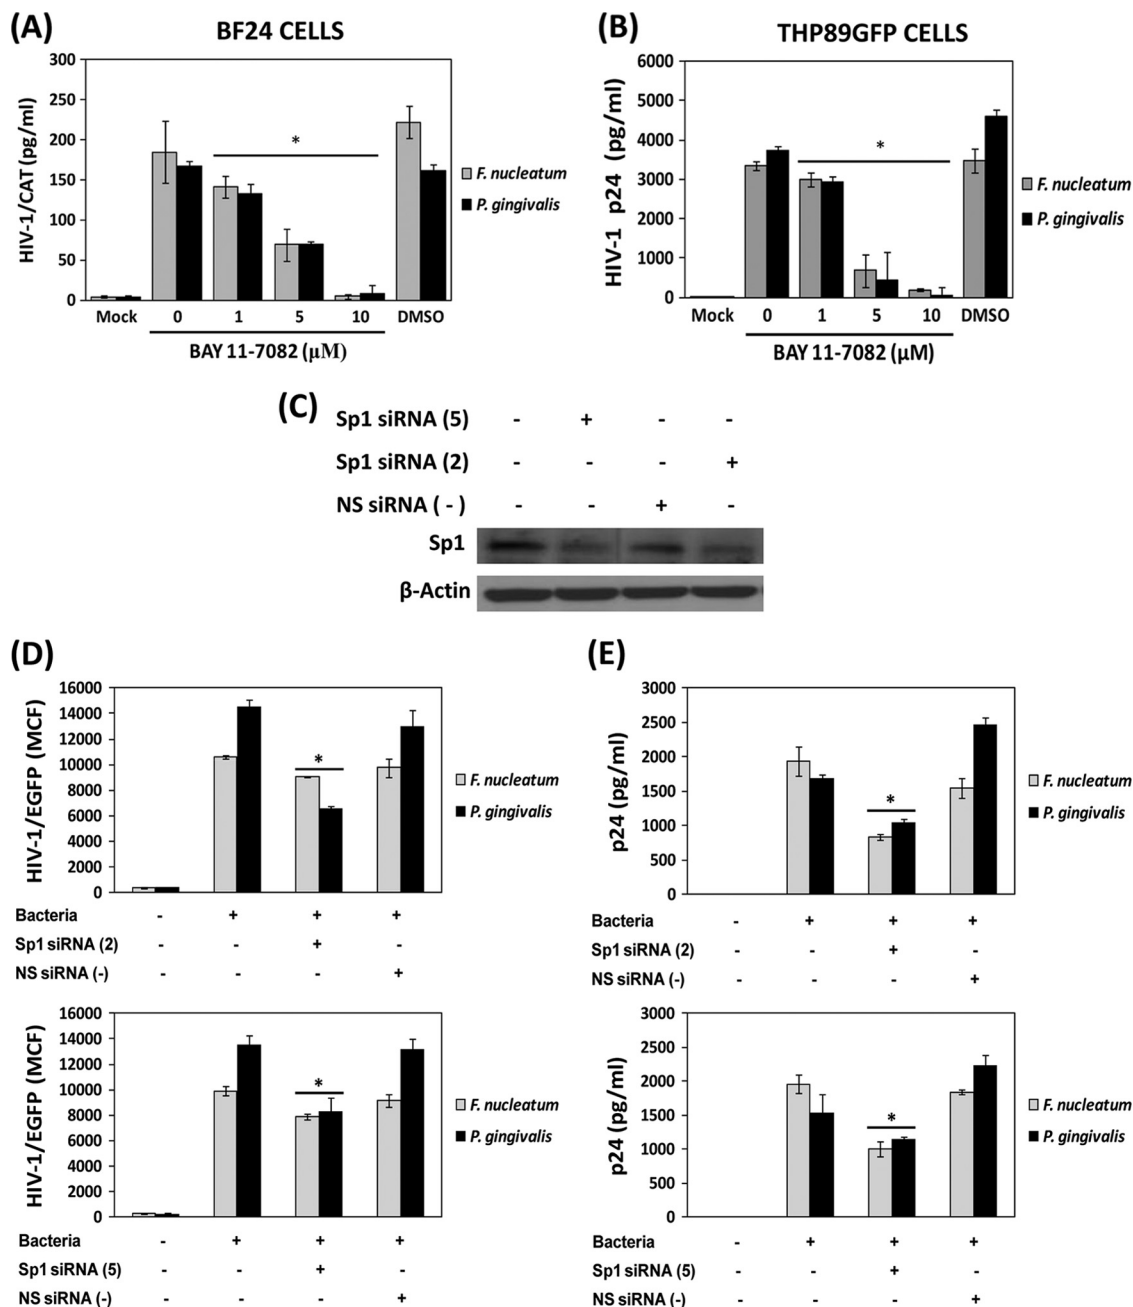 (A)
BF24 CELLS
HIV-1/CAT (pg/ml)
300
250
200
150
100
50
0
*
Mock 0 1 5 10 DMSO
BAY 11-7082 (μM)
F. nucleatum
P. gingivalis
(B)
THP89GFP CELLS
HIV-1 p24 (pg/ml)
6000
5000
4000
3000
2000
1000
0
*
Mock 0 1 5 10 DMSO
BAY 11-7082 (μM)
F. nucleatum
P. gingivalis
(C)
Sp1 siRNA (5) - + - -
Sp1 siRNA (2) - - - +
NS siRNA ( - ) - - + -
Sp1
β-Actin
(D)
HIV-1/EGFP (MCF)
16000
14000
12000
10000
8000
6000
4000
2000
0
*
F. nucleatum
P. gingivalis
Bacteria - + + +
Sp1 siRNA (2) - - + -
NS siRNA (-) - - - +
HIV-1/EGFP (MCF)
16000
14000
12000
10000
8000
6000
4000
2000
0
*
F. nucleatum
P. gingivalis
Bacteria - + + +
Sp1 siRNA (5) - - + -
NS siRNA (-) - - - +
(E)
p24 (pg/ml)
3000
2500
2000
1500
1000
500
0
*
F. nucleatum
P. gingivalis
Bacteria - + + +
Sp1 siRNA (2) - - + -
NS siRNA (-) - - - +
p24 (pg/ml)
3000
2500
2000
1500
1000
500
0
*
F. nucleatum
P. gingivalis
Bacteria - + + +
Sp1 siRNA (5) - - + -
NS siRNA (-) - - - +